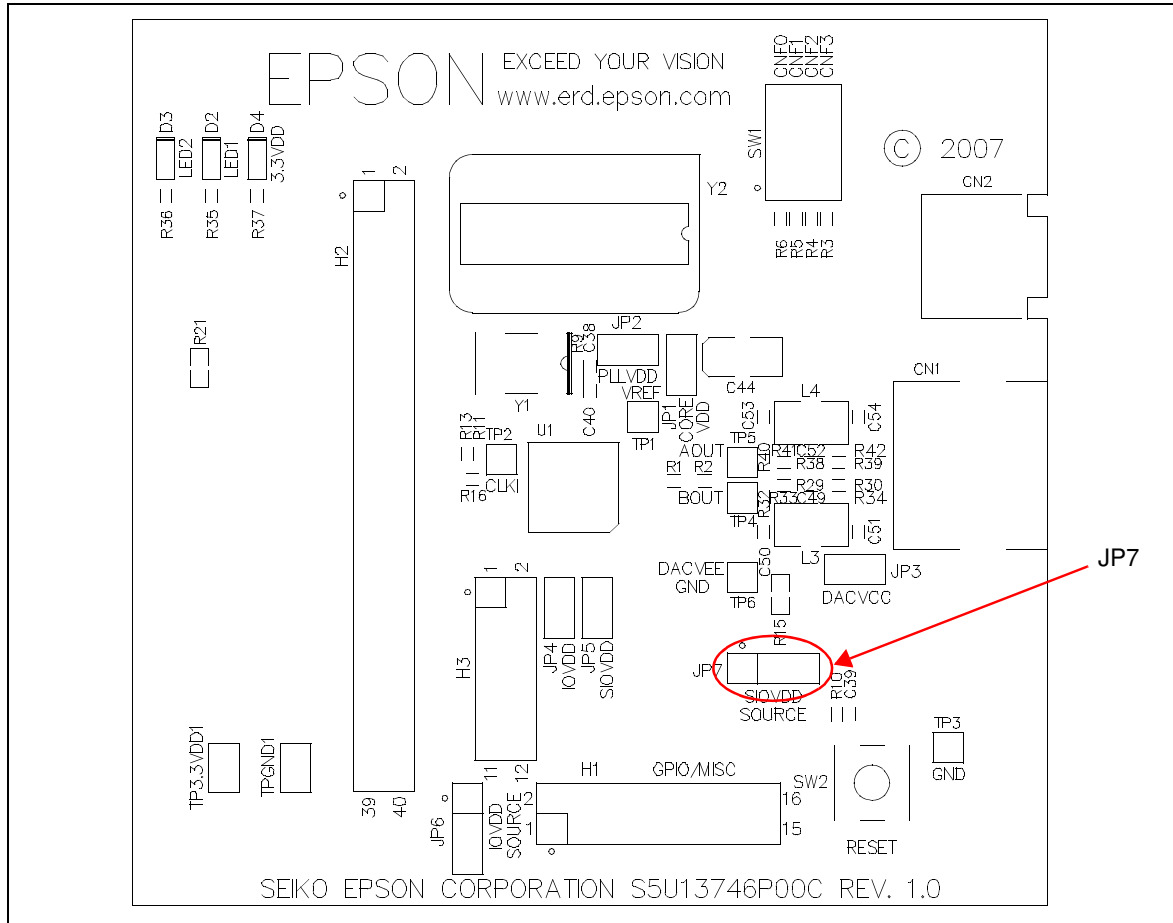 EPSON EXCEED YOUR VISION
www.erd.epson.com
CNF0
CNF1
CNF2
CNF3
SW1
© 2007
D3
LED2
D2
LED1
D4
3.3VDD
R36
R35
R37
1 2
H2
Y2
R6
R5
R4
R3
CN2
R21
Y1
R9
C38
JP2
PLLVDD
VREF
TP1
JP1
CORE
VDD
C44
C40
CN1
L4
C53
C54
R13
R11
TP2
CLKI
R16
U1
R1 R2
AOUT
TP5
BOUT
TP4
R40
R41 C52 R42
R38 R39
R29 R30
R32
R33 C49 R34
L3
C50
C51
DACVEE
GND
TP6
R15
JP3
DACVCC
JP7
1 2
H3
JP4
IOVDD
JP5
SIOVDD
JP7
SIOVDD
SOURCE
R10
C39
TP3
GND
TP3.3VDD1
TPGND1
39 40
11 12
JP6
IOVDD
SOURCE
H1 GPIO/MISC
2 16
1 15
SW2
RESET
SEIKO EPSON CORPORATION S5U13746P00C REV. 1.0